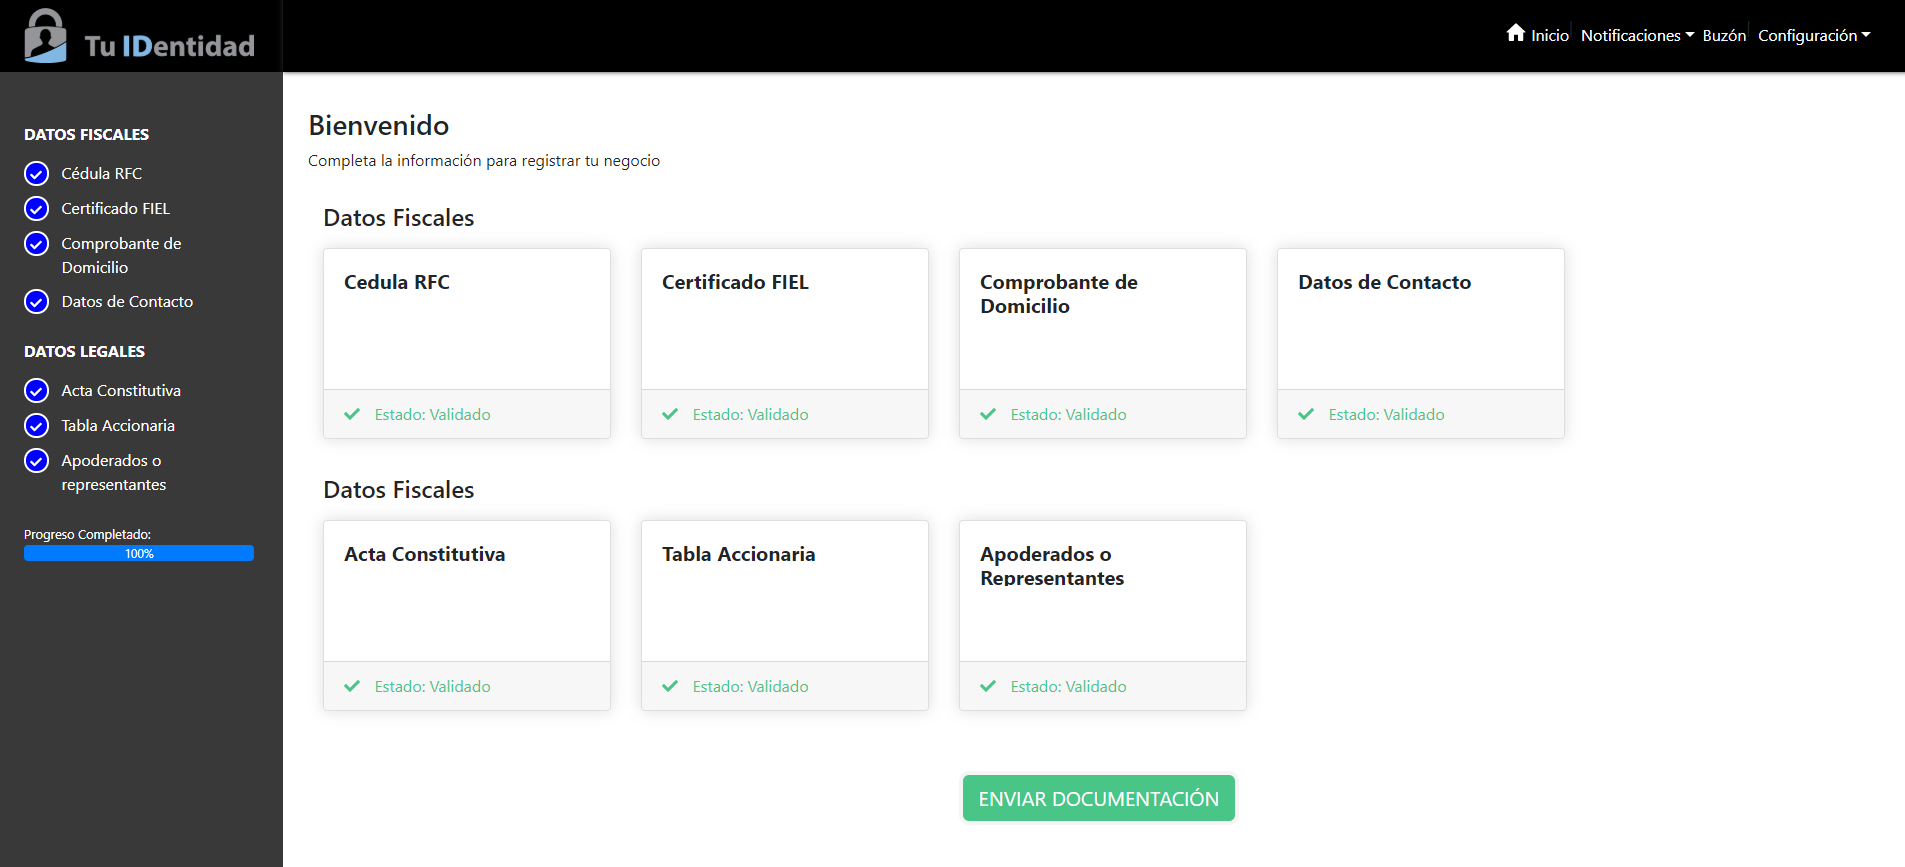 Tu IDentidad
Inicio
Notificaciones
Buzón
Configuración
DATOS FISCALES
Cédula RFC
Certificado FIEL
Comprobante de
Domicilio
Datos de Contacto
DATOS LEGALES
Acta Constitutiva
Tabla Accionaria
Apoderados o
representantes
Progreso Completado:
100%
Bienvenido
Completa la información para registrar tu negocio
Datos Fiscales
Cedula RFC
Estado: Validado
Certificado FIEL
Estado: Validado
Comprobante de
Domicilio
Estado: Validado
Datos de Contacto
Estado: Validado
Datos Fiscales
Acta Constitutiva
Estado: Validado
Tabla Accionaria
Estado: Validado
Apoderados o
Representantes
Estado: Validado
ENVIAR DOCUMENTACIÓN